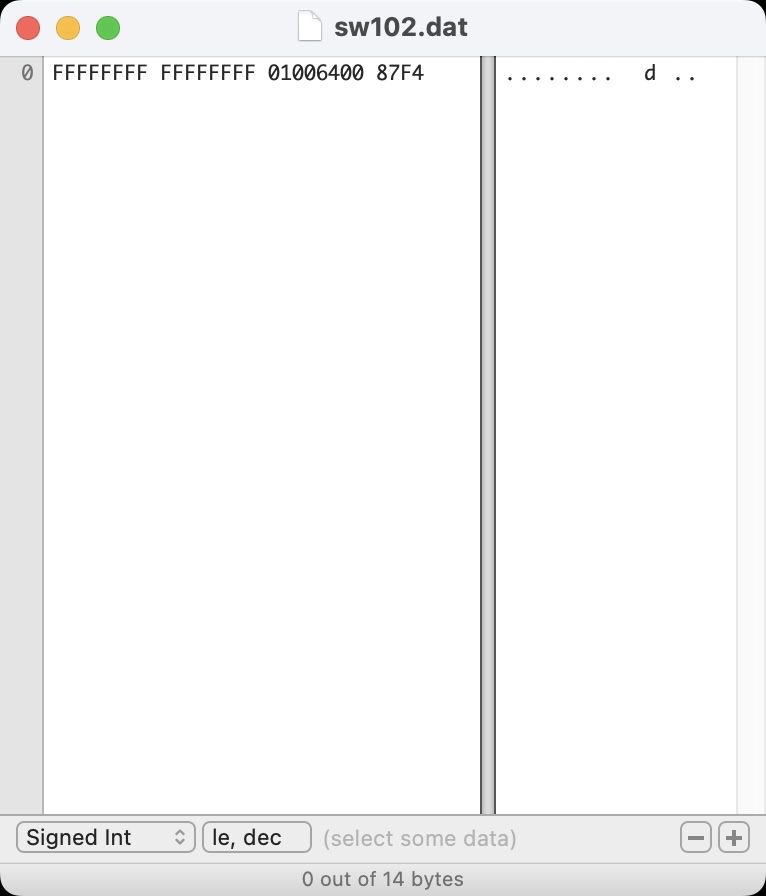 sw102.dat
0 FFFFFFFF FFFFFFFF 01006400 87F4 ........ d ..
Signed Int le, dec (select some data)
0 out of 14 bytes